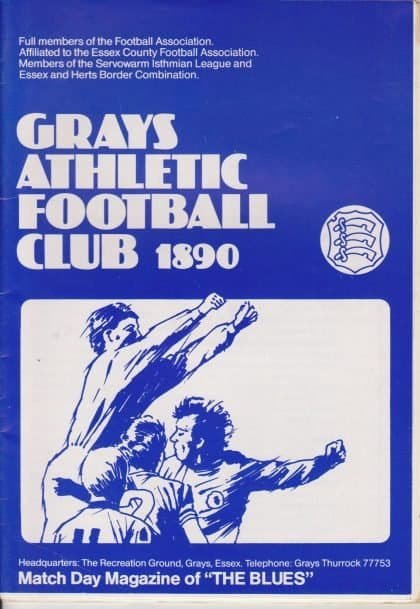 Full members of the Football Association.
Affiliated to the Essex County Football Association.
Members of the Servowarm Isthmian League and
Essex and Herts Border Combination.
GRAYS
ATHLETIC
FOOTBALL
CLUB 1890
2
11
Headquarters: The Recreation Ground, Grays, Essex. Telephone: Grays Thurrock 77753
Match Day Magazine of "THE BLUES"